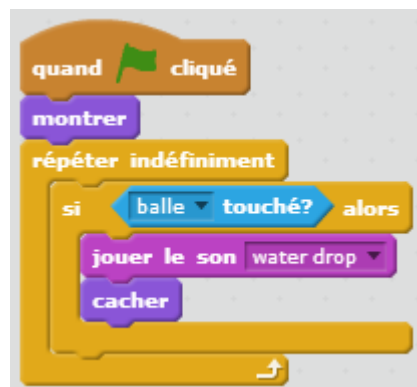 quand cliqué
montrer
répéter indéfiniment
si balle touché? alors
jouer le son water drop
cacher